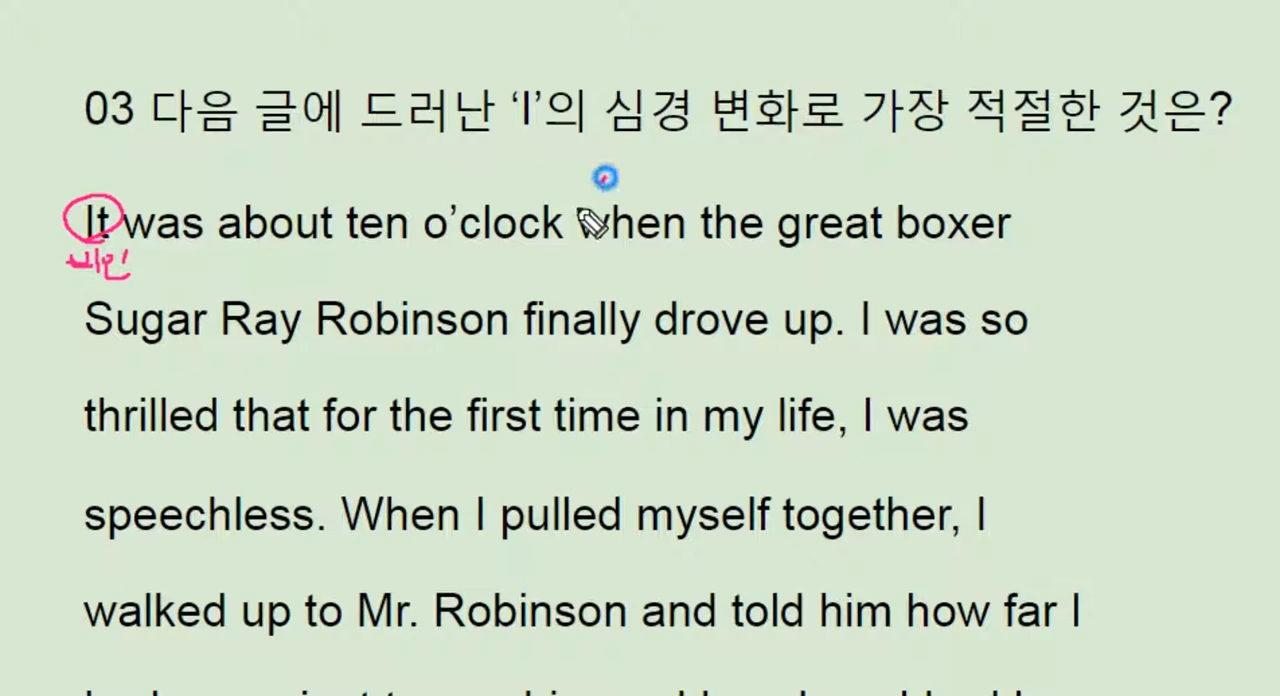 03 다음 글에 드러난 ‘I’의 심경 변화로 가장 적절한 것은?
It was about ten o’clock when the great boxer
비인
Sugar Ray Robinson finally drove up. I was so
thrilled that for the first time in my life, I was
speechless. When I pulled myself together, I
walked up to Mr. Robinson and told him how far I